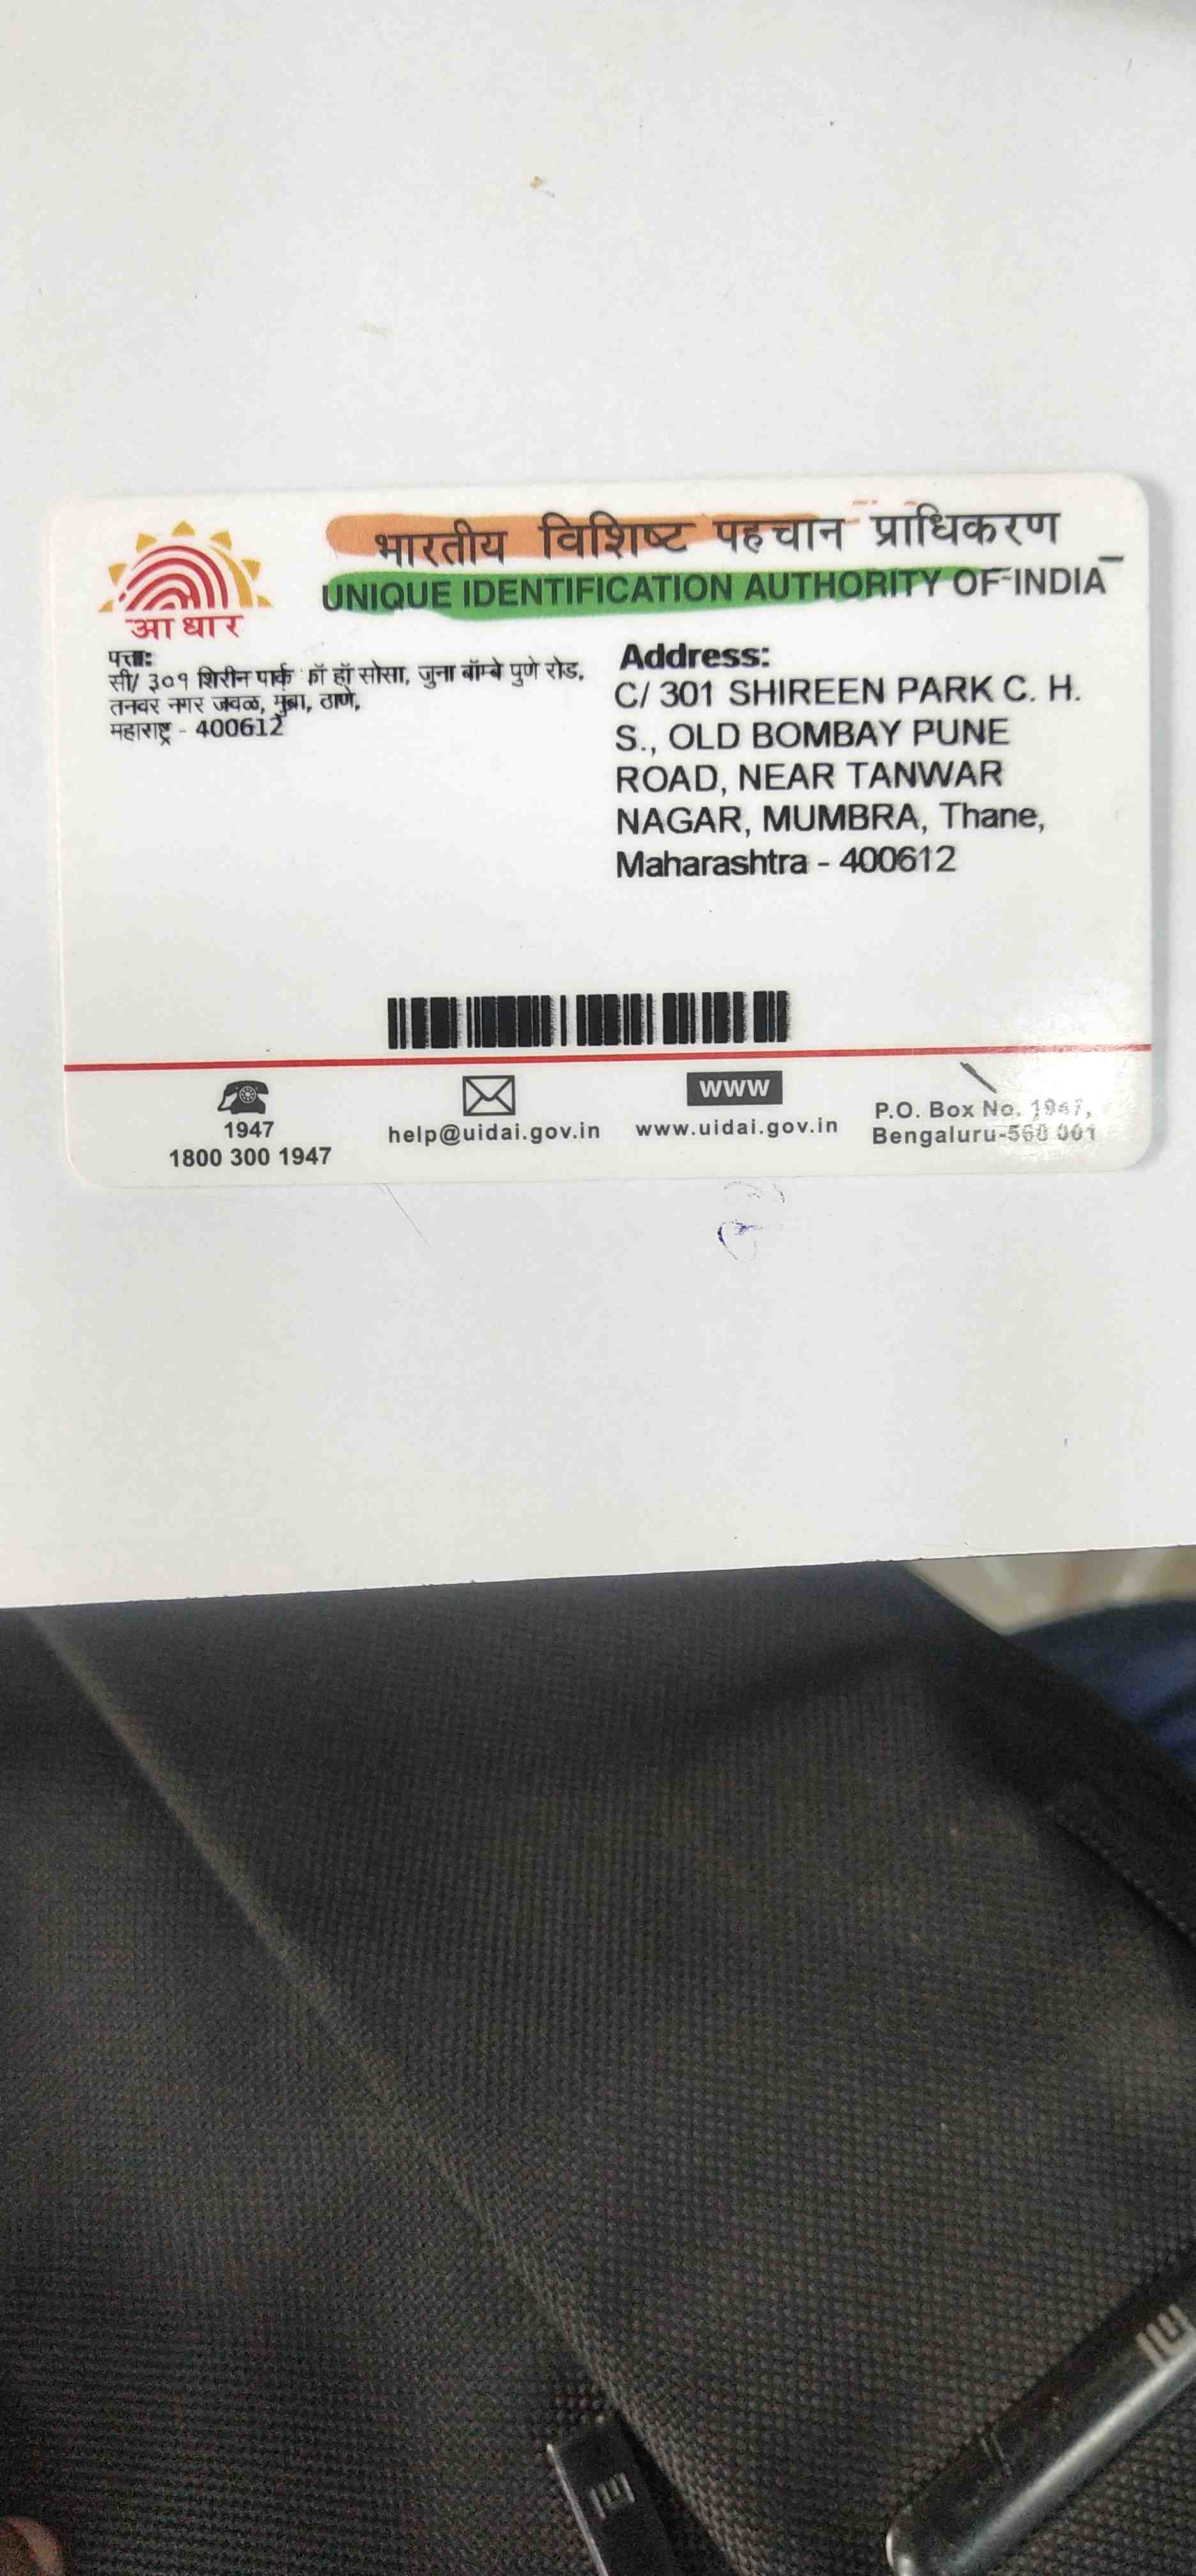 भारतीय विशिष्ट पहचान प्राधिकरण
UNIQUE IDENTIFICATION AUTHORITY OF INDIA
आधार
पत्ता:
सी/ ३०१ शिरीन पार्क कॉ हॉ सोसा, जुना बॉम्बे पुणे रोड,
तनवर नगर जवळ, मुंब्रा, ठाणे,
महाराष्ट्र - 400612
Address:
C/ 301 SHIREEN PARK C. H.
S., OLD BOMBAY PUNE
ROAD, NEAR TANWAR
NAGAR, MUMBRA, Thane,
Maharashtra - 400612
1947
1800 300 1947
help@uidai.gov.in
WWW
www.uidai.gov.in
P.O. Box No. 1947,
Bengaluru-560 001